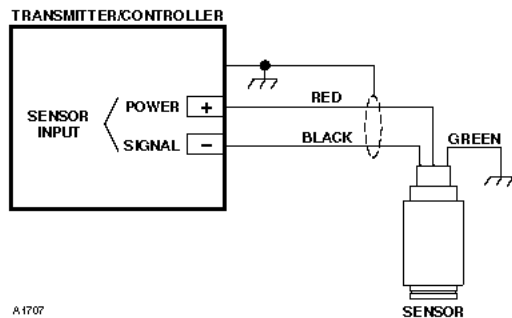 TRANSMITTER/CONTROLLER
SENSOR
INPUT
POWER +
SIGNAL −
RED
BLACK
GREEN
SENSOR
A1707